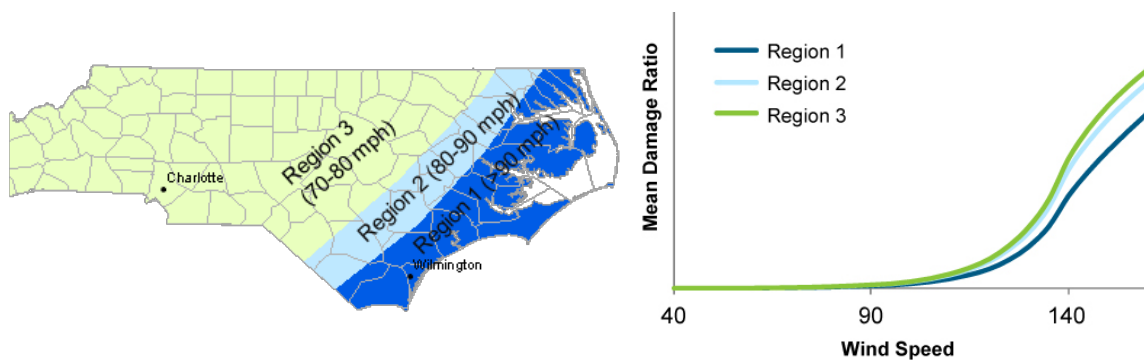 Region 3
(70-80 mph)
Region 2 (80-90 mph)
Region 1 (>90 mph)
Charlotte
Wilmington
Region 1
Region 2
Region 3
Mean Damage Ratio
40
90
140
Wind Speed